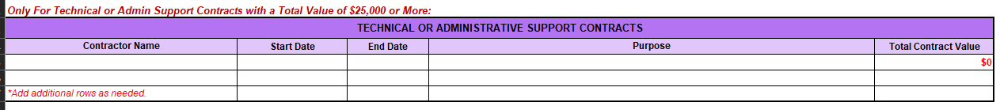 Only For Technical or Admin Support Contracts with a Total Value of $25,000 or More:
TECHNICAL OR ADMINISTRATIVE SUPPORT CONTRACTS
Contractor Name Start Date End Date Purpose Total Contract Value
$0
*Add additional rows as needed.